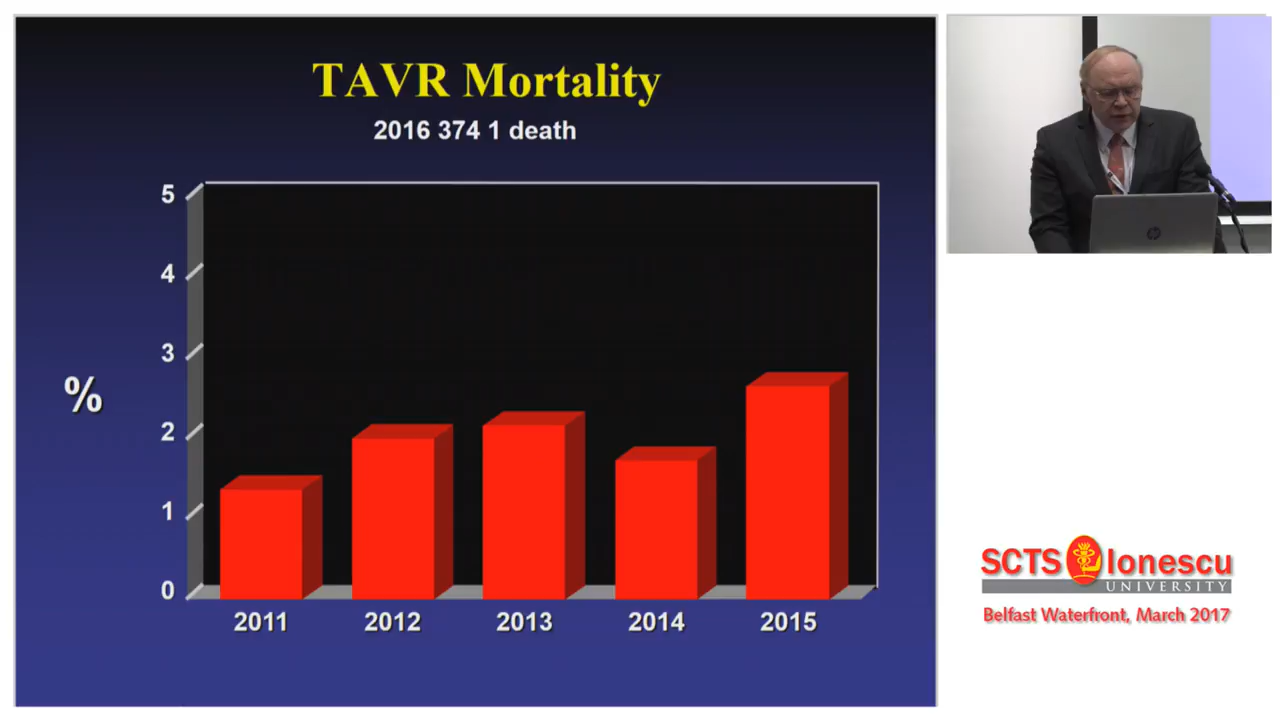 TAVR Mortality
2016 374 1 death
5
4
3
%
2
1
0
2011 2012 2013 2014 2015
hp
SCTS Ionescu
UNIVERSITY
Belfast Waterfront, March 2017